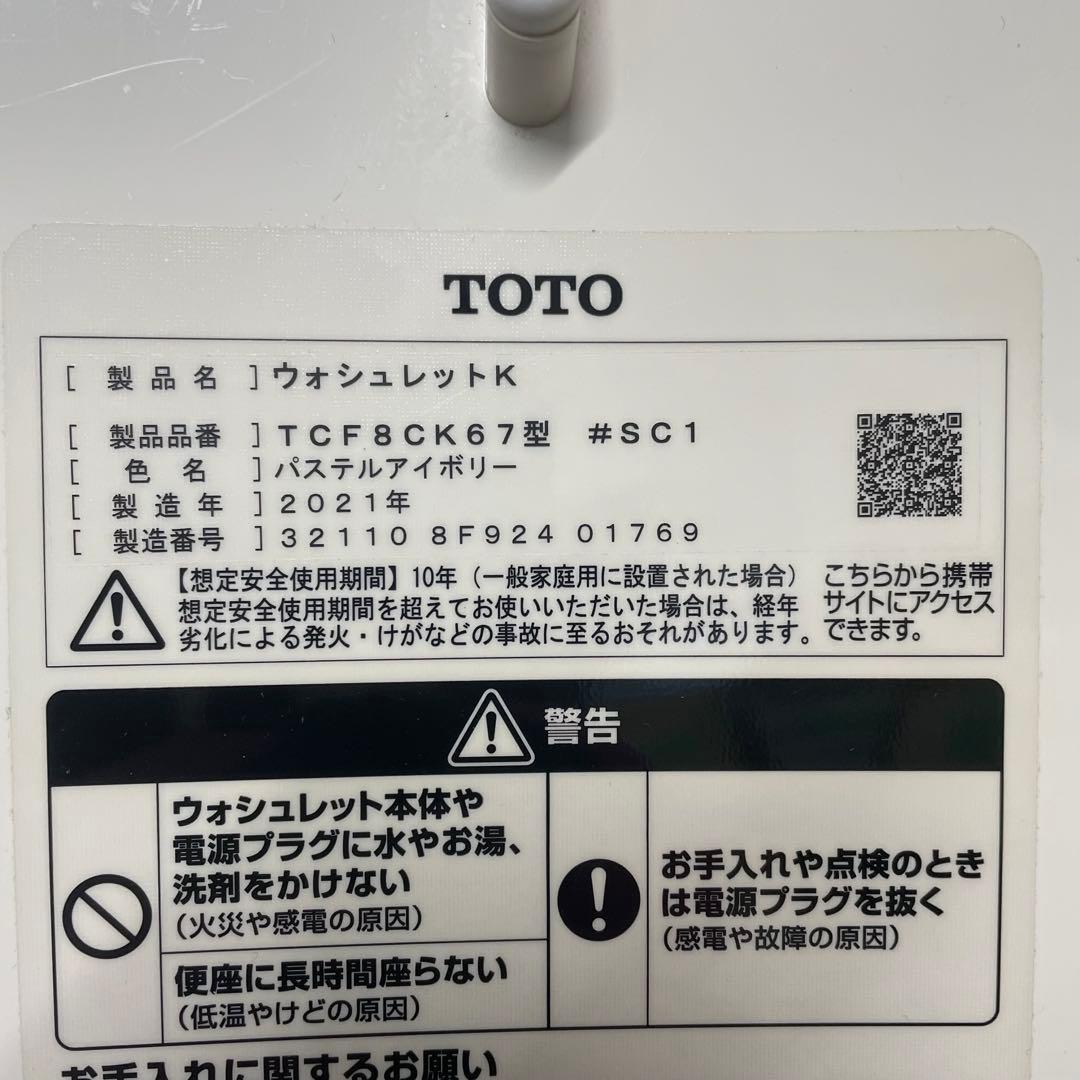 TOTO
[ 製品名 ] ウォシュレットK
[ 製品品番 ] TCF8CK67型 #SC1
[ 色名 ] パステルアイボリー
[ 製造年 ] 2021年
[ 製造番号 ] 32110 8F924 01769
【想定安全使用期間】10年（一般家庭用に設置された場合）
想定安全使用期間を超えてお使いいただいた場合は、経年
劣化による発火・けがなどの事故に至るおそれがあります。
こちらから携帯
サイトにアクセス
できます。
警告
ウォシュレット本体や
電源プラグに水やお湯、
洗剤をかけない
（火災や感電の原因）
便座に長時間座らない
（低温やけどの原因）
お手入れや点検のとき
は電源プラグを抜く
（感電や故障の原因）
お手入れに関するお願い